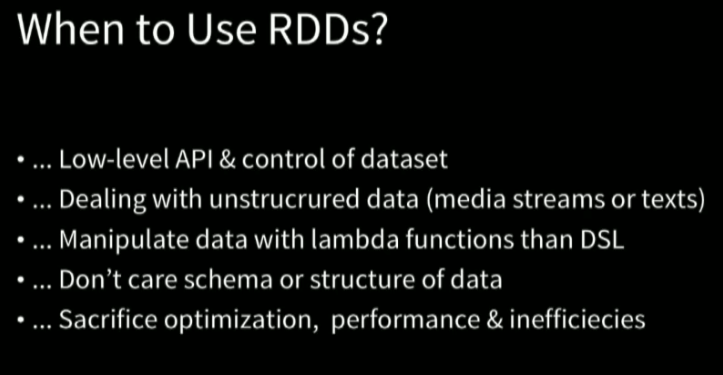 When to Use RDDs?
• ... Low-level API & control of dataset
• ... Dealing with unstrucrured data (media streams or texts)
• ... Manipulate data with lambda functions than DSL
• ... Don't care schema or structure of data
• ... Sacrifice optimization,  performance & inefficiecies